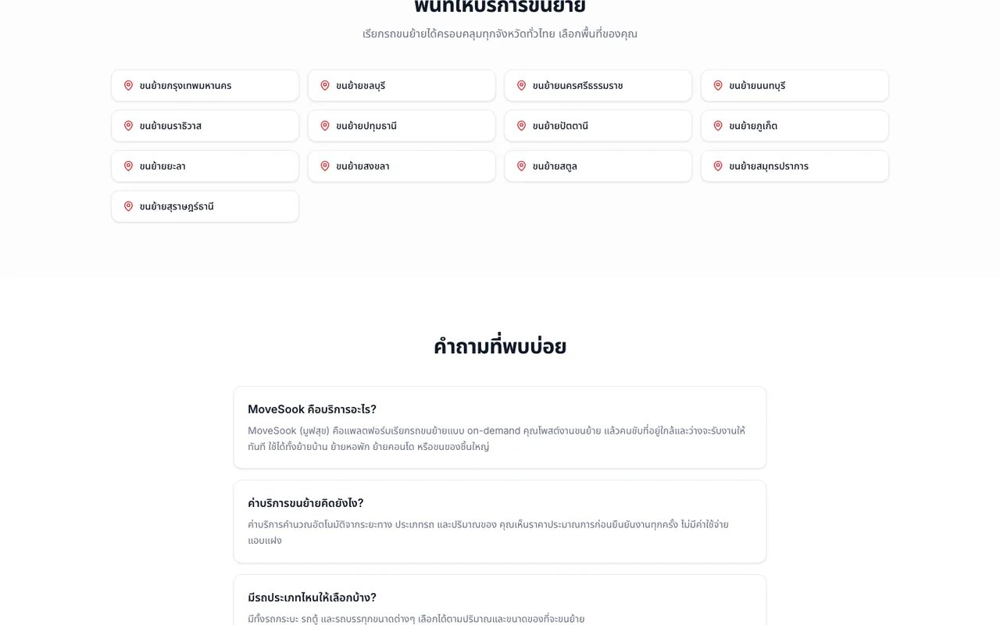 พื้นที่ให้บริการขนย้าย
เรียกรถขนย้ายได้ครอบคลุมทุกจังหวัดทั่วไทย เลือกพื้นที่ของคุณ
ขนย้ายกรุงเทพมหานคร
ขนย้ายชลบุรี
ขนย้ายนครศรีธรรมราช
ขนย้ายนนทบุรี
ขนย้ายนราธิวาส
ขนย้ายปทุมธานี
ขนย้ายปัตตานี
ขนย้ายภูเก็ต
ขนย้ายยะลา
ขนย้ายสงขลา
ขนย้ายสตูล
ขนย้ายสมุทรปราการ
ขนย้ายสุราษฎร์ธานี
คำถามที่พบบ่อย
MoveSook คือบริการอะไร?
MoveSook (มูฟสุข) คือแพลตฟอร์มเรียกรถขนย้ายแบบ on-demand คุณโพสต์งานขนย้าย แล้วคนขับที่อยู่ใกล้และว่างจะรับงานให้
ทันที ใช้ได้ทั้งย้ายบ้าน ย้ายหอพัก ย้ายคอนโด หรือขนของชิ้นใหญ่
ค่าบริการขนย้ายคิดยังไง?
ค่าบริการคำนวณอัตโนมัติจากระยะทาง ประเภทรถ และปริมาณของ คุณเห็นราคาประมาณการก่อนยืนยันงานทุกครั้ง ไม่มีค่าใช้จ่าย
แอบแฝง
มีรถประเภทไหนให้เลือกบ้าง?
มีทั้งรถกระบะ รถตู้ และรถบรรทุกขนาดต่างๆ เลือกได้ตามปริมาณและขนาดของที่จะขนย้าย